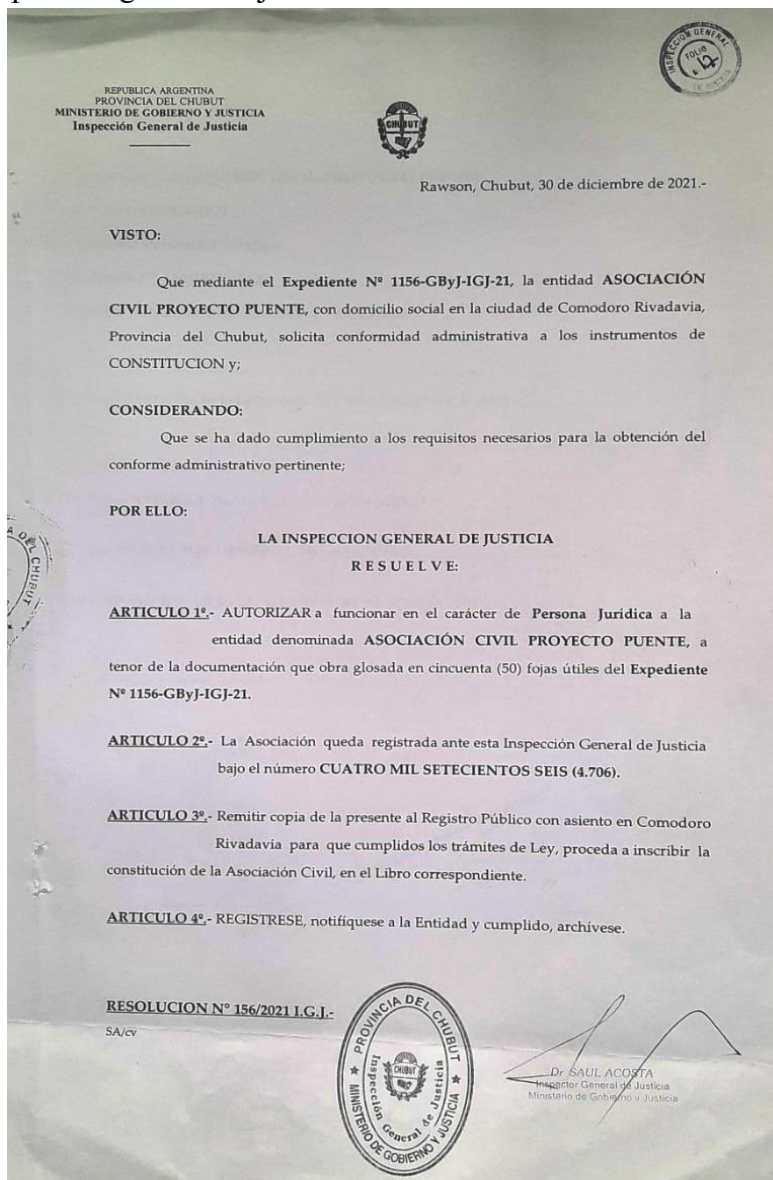 INSPECCION GENERAL
FOLIO
REPUBLICA ARGENTINA
PROVINCIA DEL CHUBUT
MINISTERIO DE GOBIERNO Y JUSTICIA
Inspección General de Justicia
CHUBUT
Rawson, Chubut, 30 de diciembre de 2021.-
VISTO:
Que mediante el Expediente Nº 1156-GByJ-IGJ-21, la entidad ASOCIACIÓN
CIVIL PROYECTO PUENTE, con domicilio social en la ciudad de Comodoro Rivadavia,
Provincia del Chubut, solicita conformidad administrativa a los instrumentos de
CONSTITUCION y;
CONSIDERANDO:
Que se ha dado cumplimiento a los requisitos necesarios para la obtención del
conforme administrativo pertinente;
POR ELLO:
LA INSPECCION GENERAL DE JUSTICIA
R E S U E L V E:
ARTICULO 1º.- AUTORIZAR a funcionar en el carácter de Persona Jurídica a la
entidad denominada ASOCIACIÓN CIVIL PROYECTO PUENTE, a
tenor de la documentación que obra glosada en cincuenta (50) fojas útiles del Expediente
Nº 1156-GByJ-IGJ-21.
ARTICULO 2º.- La Asociación queda registrada ante esta Inspección General de Justicia
bajo el número CUATRO MIL SETECIENTOS SEIS (4.706).
ARTICULO 3º.- Remitir copia de la presente al Registro Público con asiento en Comodoro
Rivadavia para que cumplidos los trámites de Ley, proceda a inscribir la
constitución de la Asociación Civil, en el Libro correspondiente.
ARTICULO 4º.- REGISTRESE, notifíquese a la Entidad y cumplido, archívese.
RESOLUCION Nº 156/2021 I.G.J.-
SA/cv
PROVINCIA DEL CHUBUT
Inspección General de Justicia
CHUBUT
MINISTERIO DE GOBIERNO Y JUSTICIA
Dr SAUL ACOSTA
Inspector General de Justicia
Ministerio de Gobierno y Justicia
DEL CHUBUT